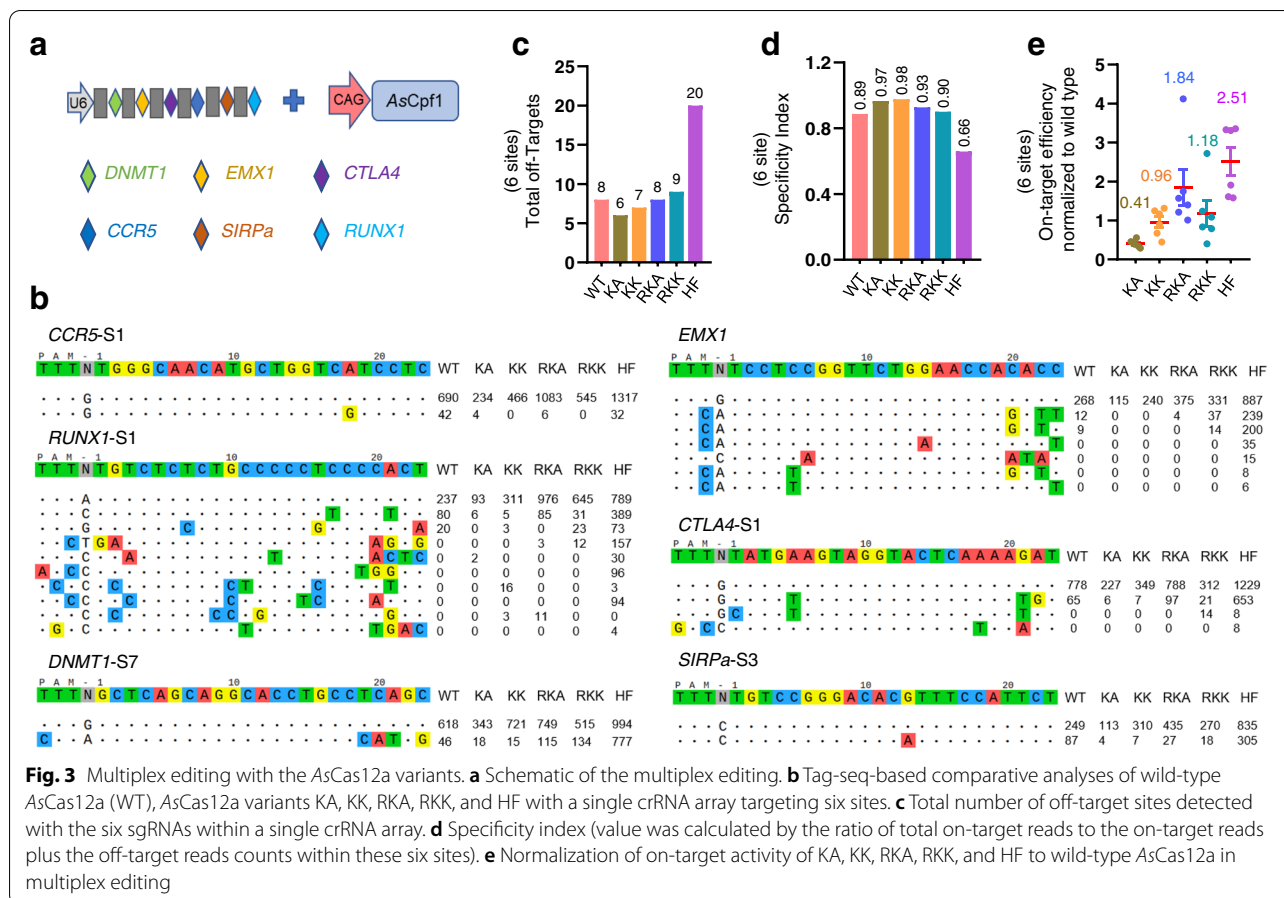 a
U6
CAG
AsCpf1
DNMT1
EMX1
CTLA4
CCR5
SIRPa
RUNX1
c
(6 sites)
Total off-Targets
25
20
15
10
5
0
8
6
7
8
9
20
WT
KA
KK
RKA
RKK
HF
d
(6 site)
Specificity Index
1.2
0.8
0.4
0.0
0.89
0.97
0.98
0.93
0.90
0.66
WT
KA
KK
RKA
RKK
HF
e
(6 sites)
On-target efficiency
normalized to wild type
5
4
3
2
1
0
0.41
0.96
1.84
1.18
2.51
KA
KK
RKA
RKK
HF
b
CCR5-S1
P A M - 1 10 20
T T T N T G G G C A A C A T G C T G G T C A T C C T C WT KA KK RKA RKK HF
· · · G · · · · · · · · · · · · · · · · · · · · · · · 690 234 466 1083 545 1317
· · · G · · · · · · · · · · · · · · · · · G · · · · · 42 4 0 6 0 32
RUNX1-S1
P A M - 1 10 20
T T T N T G T C T C T C T G C C C C C T C C C C A C T WT KA KK RKA RKK HF
· · · A · · · · · · · · · · · · · · · · · · · · · · · 237 93 311 976 645 789
· · · C · · · · · · · · · · · · · · · · T · · · T · · 80 6 5 85 31 389
· · · G · · · · · · C · · · · · · · · G · · · · · · A 20 0 3 0 23 73
· · C T G A · · · · · · · · · · · · · · · · · A G · G 0 0 0 3 12 157
· · · C · · A · · · · · · · · · T · · · · · · A C T C 0 2 0 0 0 30
A · C C · · · · · · · · · · · · · · · · · · T G G · · 0 0 0 0 0 96
· C · C · C · · · · · · · C T · · · · C · · · · T · · 0 0 16 0 0 3
· · C C · C · · · · · · · C · · · · T C · · · A · · · 0 0 0 0 0 94
· · · C · · · · · · · · C C · G · · · · · · · · G · · 0 0 3 11 0 0
· G · C · · · · · · · · · · T · · · · · · · · T G A C 0 0 0 0 0 4
DNMT1-S7
P A M - 1 10 20
T T T N G C T C A G C A G G C A C C T G C C T C A G C WT KA KK RKA RKK HF
· · · G · · · · · · · · · · · · · · · · · · · · · · · 618 343 721 749 515 994
C · · A · · · · · · · · · · · · · · · · · · C A T · G 46 18 15 115 134 777
EMX1
P A M - 1 10 20
T T T N T C C T C C G G T T C T G G A A C C A C A C C WT KA KK RKA RKK HF
· · · G · · · · · · · · · · · · · · · · · · · · · · · 268 115 240 375 331 887
· · C A · · · · · · · · · · · · · · · · · · · G · T T 12 0 0 4 37 239
· · C A · · · · · · · · · · · · · · · · · · · G · T · 9 0 0 0 14 200
· · C A · · · · · · · · · · · · · A · · · · · · · · T 0 0 0 0 0 35
· · · C · · · · · A · · · · · · · · · · · · · A T A · 0 0 0 0 0 15
· · C A · · · · T · · · · · · · · · · · · · · G · T · 0 0 0 0 0 8
· · C A · · · · T · · · · · · · · · · · · · · · · · T 0 0 0 0 0 6
CTLA4-S1
P A M - 1 10 20
T T T N T A T G A A G T A G G T A C T C A A A A G A T WT KA KK RKA RKK HF
· · · G · · · · · · · · · · · · · · · · · · · · · · · 778 227 349 788 312 1229
· · · G · · · · T · · · · · · · · · · · · · · · T G · 65 6 7 97 21 653
· · · G C · · · T · · · · · · · · · · · · · · · T · · 0 0 0 0 14 8
G · C C · · · · · · · · · · · · · · · · · T · · A · · 0 0 0 0 0 8
SIRPa-S3
P A M - 1 10 20
T T T N T G T C C G G G A C A C G T T T C C A T T C T WT KA KK RKA RKK HF
· · · C · · · · · · · · · · · · · · · · · · · · · · · 249 113 310 435 270 835
· · · C · · · · · · · · · · · · A · · · · · · · · · · 87 4 7 27 18 305
Fig. 3 Multiplex editing with the AsCas12a variants. a Schematic of the multiplex editing. b Tag-seq-based comparative analyses of wild-type
AsCas12a (WT), AsCas12a variants KA, KK, RKA, RKK, and HF with a single crRNA array targeting six sites. c Total number of off-target sites detected
with the six sgRNAs within a single crRNA array. d Specificity index (value was calculated by the ratio of total on-target reads to the on-target reads
plus the off-target reads counts within these six sites). e Normalization of on-target activity of KA, KK, RKA, RKK, and HF to wild-type AsCas12a in
multiplex editing